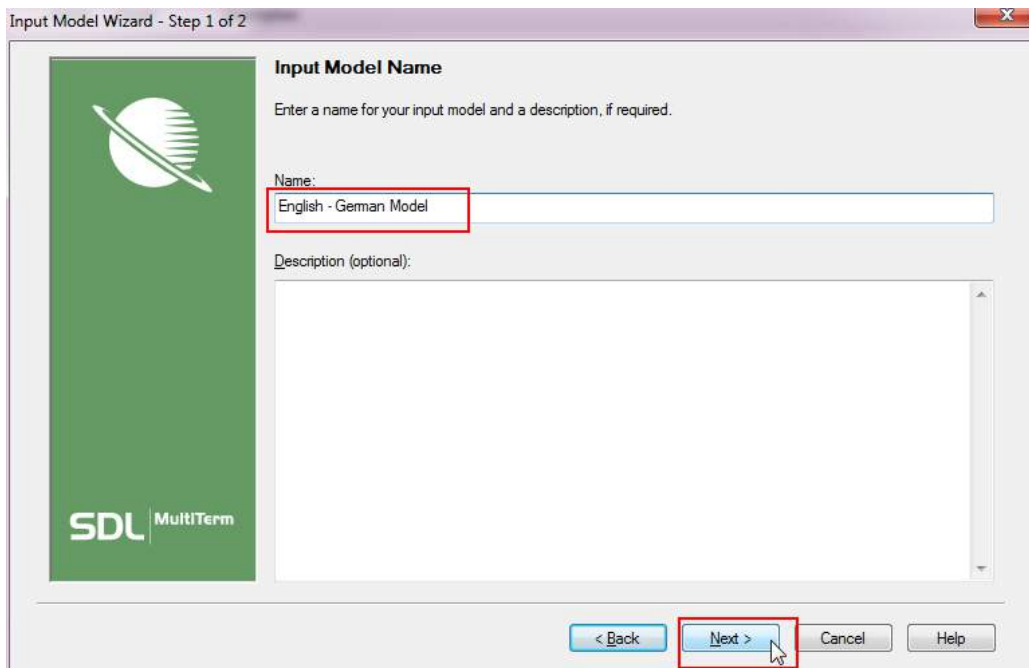 Input Model Wizard - Step 1 of 2
Input Model Name
Enter a name for your input model and a description, if required.
Name:
English - German Model
Description (optional):
SDL MultiTerm
< Back Next > Cancel Help